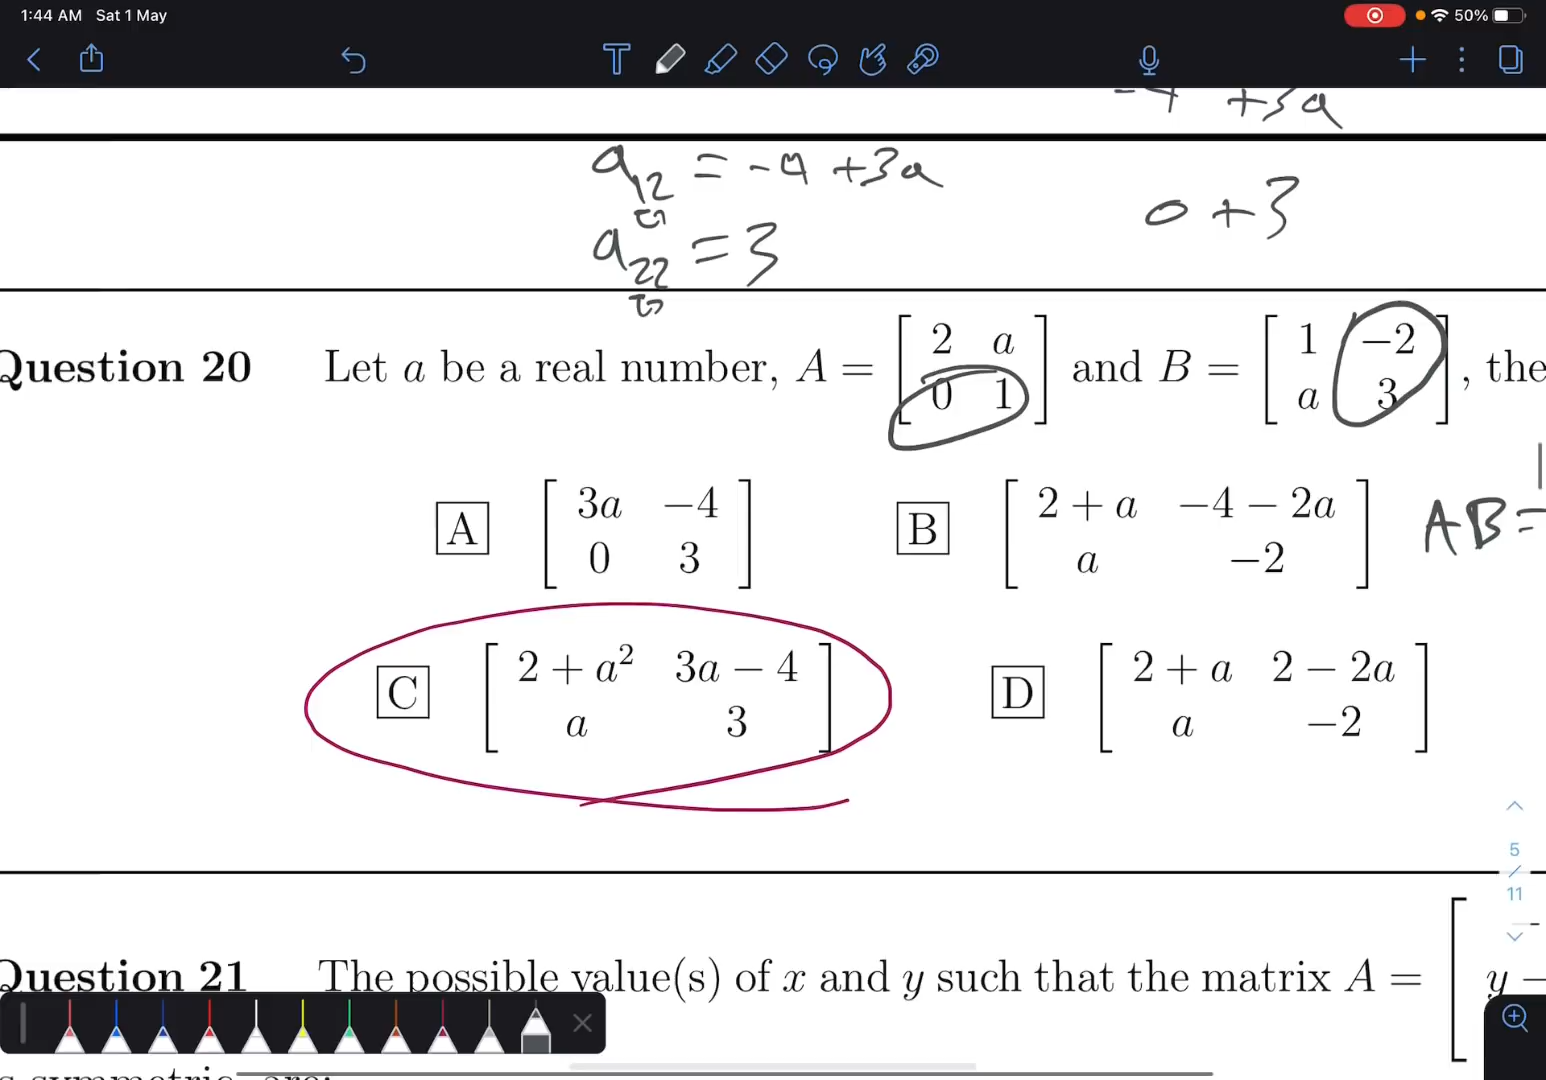 1:44 AM Sat 1 May
50%
+3a
a12 = -4 +3a
0 + 3
a22 = 3
Question 20 Let a be a real number, A = [ 2 a 0 1 ] and B = [ 1 −2 a 3 ], the
A [ 3a −4
0 3 ]
B [ 2 + a −4 − 2a
a −2 ]
AB=
C [ 2 + a² 3a − 4
a 3 ]
D [ 2 + a 2 − 2a
a −2 ]
5
/
11
Question 21 The possible value(s) of x and y such that the matrix A = [ y −